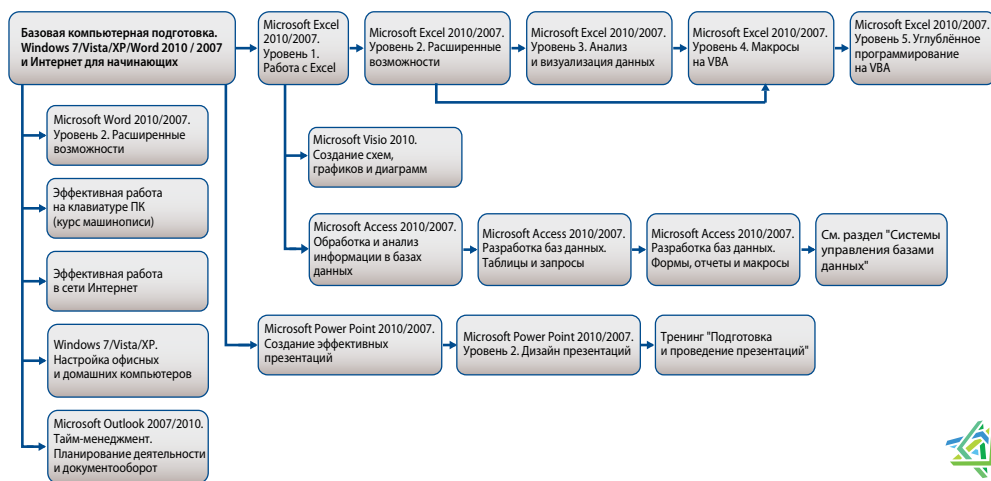 Базовая компьютерная подготовка.
Windows 7/Vista/XP/Word 2010 / 2007
и Интернет для начинающих
Microsoft Excel
2010/2007.
Уровень 1.
Работа с Excel
Microsoft Excel 2010/2007.
Уровень 2. Расширенные
возможности
Microsoft Excel 2010/2007.
Уровень 3. Анализ
и визуализация данных
Microsoft Excel 2010/2007.
Уровень 4. Макросы
на VBA
Microsoft Excel 2010/2007.
Уровень 5. Углублённое
программирование
на VBA
Microsoft Word 2010/2007.
Уровень 2. Расширенные
возможности
Microsoft Visio 2010.
Создание схем,
графиков и диаграмм
Эффективная работа
на клавиатуре ПК
(курс машинописи)
Microsoft Access 2010/2007.
Обработка и анализ
информации в базах
данных
Microsoft Access 2010/2007.
Разработка баз данных.
Таблицы и запросы
Microsoft Access 2010/2007.
Разработка баз данных.
Формы, отчеты и макросы
См. раздел "Системы
управления базами
данных"
Эффективная работа
в сети Интернет
Microsoft Power Point 2010/2007.
Создание эффективных
презентаций
Microsoft Power Point 2010/2007.
Уровень 2. Дизайн презентаций
Тренинг "Подготовка
и проведение презентаций"
Windows 7/Vista/XP.
Настройка офисных
и домашних компьютеров
Microsoft Outlook 2007/2010.
Тайм-менеджмент.
Планирование деятельности
и документооборот